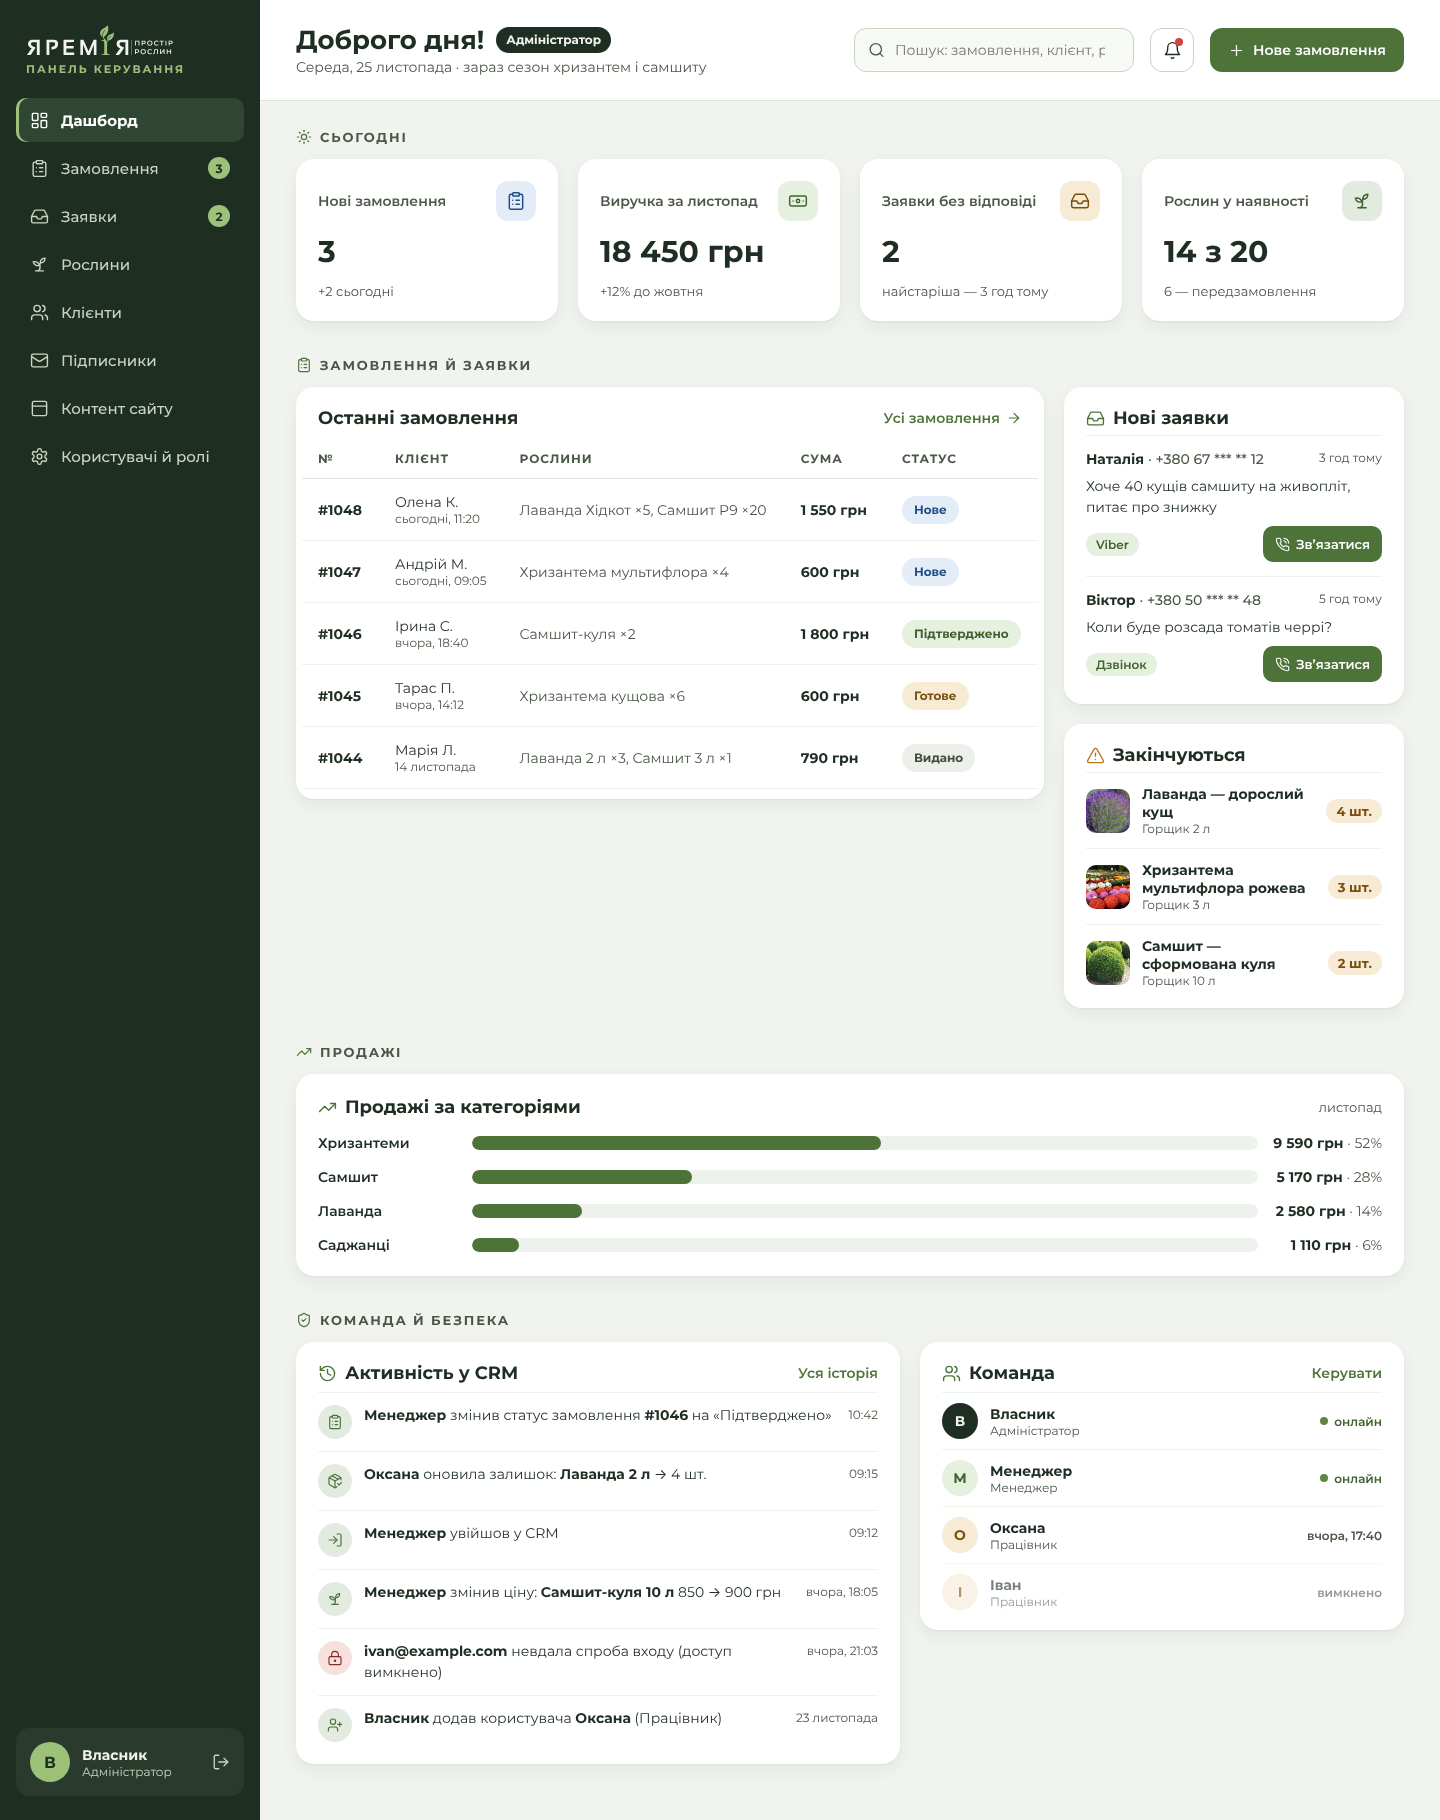 ЯРЕМІЯ ПРОСТІР РОСЛИН
ПАНЕЛЬ КЕРУВАННЯ
Дашборд
Замовлення 3
Заявки 2
Рослини
Клієнти
Підписники
Контент сайту
Користувачі й ролі
В
Власник
Адміністратор
Доброго дня! Адміністратор
Середа, 25 листопада · зараз сезон хризантем і самшиту
Пошук: замовлення, клієнт, р
Нове замовлення
СЬОГОДНІ
Нові замовлення
3
+2 сьогодні
Виручка за листопад
18 450 грн
+12% до жовтня
Заявки без відповіді
2
найстаріша — 3 год тому
Рослин у наявності
14 з 20
6 — передзамовлення
ЗАМОВЛЕННЯ Й ЗАЯВКИ
Останні замовлення Усі замовлення →
№ КЛІЄНТ РОСЛИНИ СУМА СТАТУС
#1048 Олена К. Лаванда Хідкот ×5, Самшит Р9 ×20 1 550 грн Нове
сьогодні, 11:20
#1047 Андрій М. Хризантема мультифлора ×4 600 грн Нове
сьогодні, 09:05
#1046 Ірина С. Самшит-куля ×2 1 800 грн Підтверджено
вчора, 18:40
#1045 Тарас П. Хризантема кущова ×6 600 грн Готове
вчора, 14:12
#1044 Марія Л. Лаванда 2 л ×3, Самшит 3 л ×1 790 грн Видано
14 листопада
Нові заявки
Наталія · +380 67 *** ** 12 3 год тому
Хоче 40 кущів самшиту на живопліт,
питає про знижку
Viber Зв’язатися
Віктор · +380 50 *** ** 48 5 год тому
Коли буде розсада томатів черрі?
Дзвінок Зв’язатися
Закінчуються
Лаванда — дорослий
кущ
Горщик 2 л
4 шт.
Хризантема
мультифлора рожева
Горщик 3 л
3 шт.
Самшит —
сформована куля
Горщик 10 л
2 шт.
ПРОДАЖІ
Продажі за категоріями листопад
Хризантеми 9 590 грн · 52%
Самшит 5 170 грн · 28%
Лаванда 2 580 грн · 14%
Саджанці 1 110 грн · 6%
КОМАНДА Й БЕЗПЕКА
Активність у CRM Уся історія
Менеджер змінив статус замовлення #1046 на «Підтверджено» 10:42
Оксана оновила залишок: Лаванда 2 л → 4 шт. 09:15
Менеджер увійшов у CRM 09:12
Менеджер змінив ціну: Самшит-куля 10 л 850 → 900 грн вчора, 18:05
ivan@example.com невдала спроба входу (доступ вчора, 21:03
вимкнено)
Власник додав користувача Оксана (Працівник) 23 листопада
Команда Керувати
В Власник онлайн
Адміністратор
М Менеджер онлайн
Менеджер
О Оксана вчора, 17:40
Працівник
І Іван вимкнено
Працівник